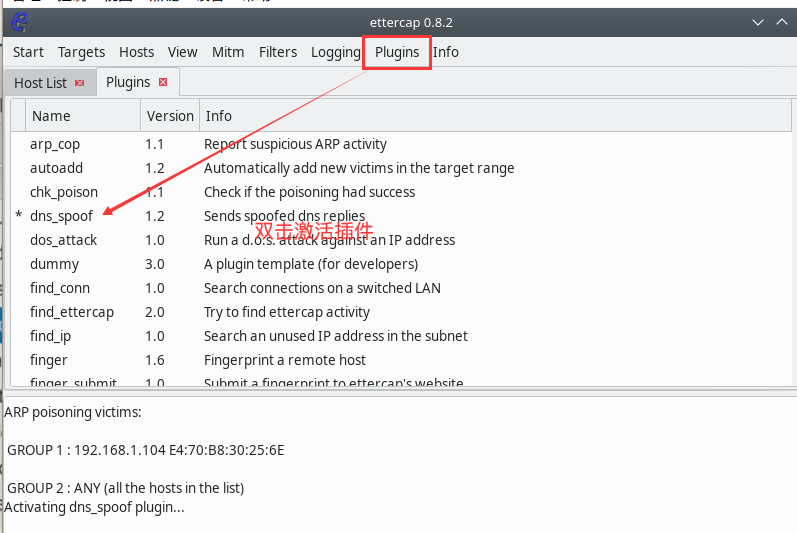 ettercap 0.8.2
Start Targets Hosts View Mitm Filters Logging Plugins Info
Host List Plugins
Name Version Info
arp_cop 1.1 Report suspicious ARP activity
autoadd 1.2 Automatically add new victims in the target range
chk_poison 1.1 Check if the poisoning had success
* dns_spoof 1.2 Sends spoofed dns replies
双击激活插件
dos_attack 1.0 Run a d.o.s. attack against an IP address
dummy 3.0 A plugin template (for developers)
find_conn 1.0 Search connections on a switched LAN
find_ettercap 2.0 Try to find ettercap activity
find_ip 1.0 Search an unused IP address in the subnet
finger 1.6 Fingerprint a remote host
finger_submit 1.0 Submit a fingerprint to ettercap's website
ARP poisoning victims:
GROUP 1 : 192.168.1.104 E4:70:B8:30:25:6E
GROUP 2 : ANY (all the hosts in the list)
Activating dns_spoof plugin...